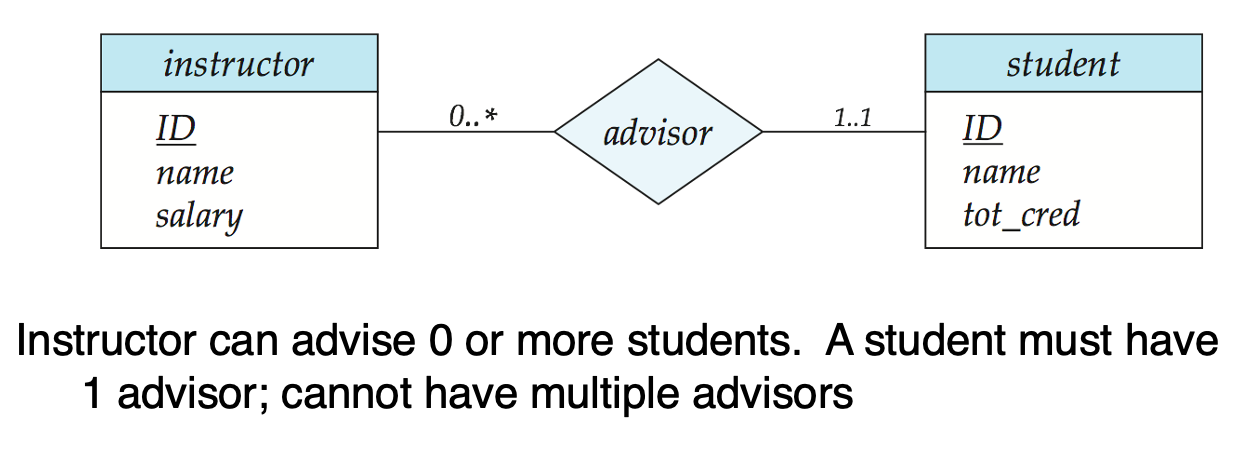 instructor
ID
name
salary
0..*
advisor
1..1
student
ID
name
tot_cred
Instructor can advise 0 or more students.  A student must have
1 advisor; cannot have multiple advisors